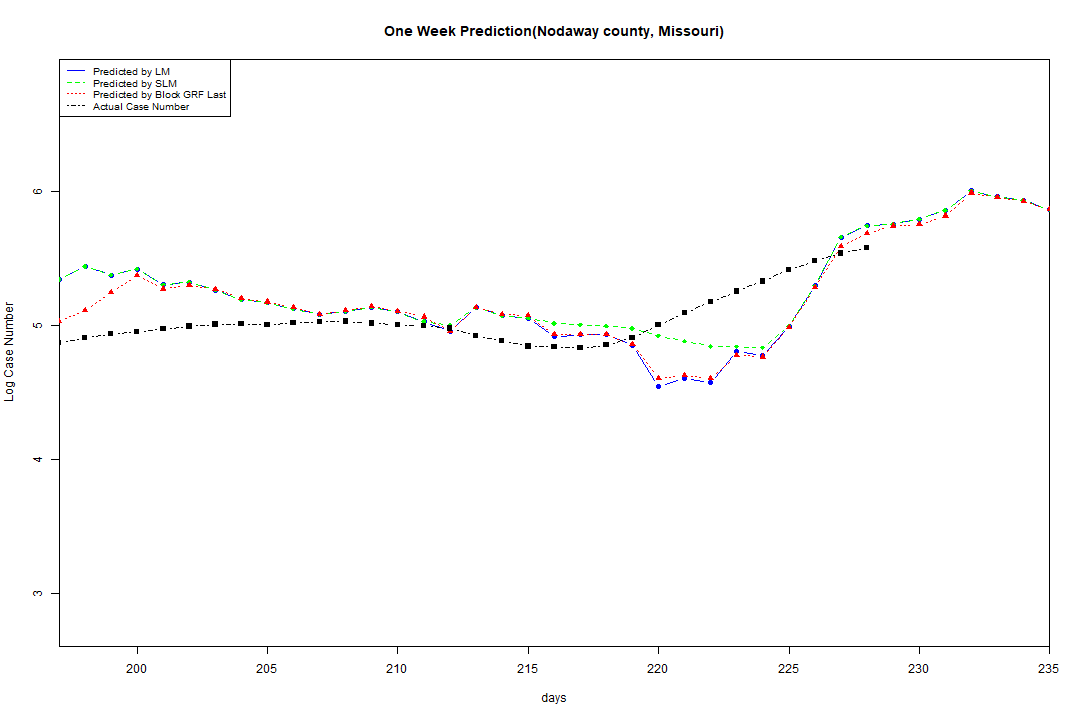 One Week Prediction(Nodaway county, Missouri)
Predicted by LM
Predicted by SLM
Predicted by Block GRF Last
Actual Case Number
6
5
4
3
Log Case Number
200 205 210 215 220 225 230 235
days